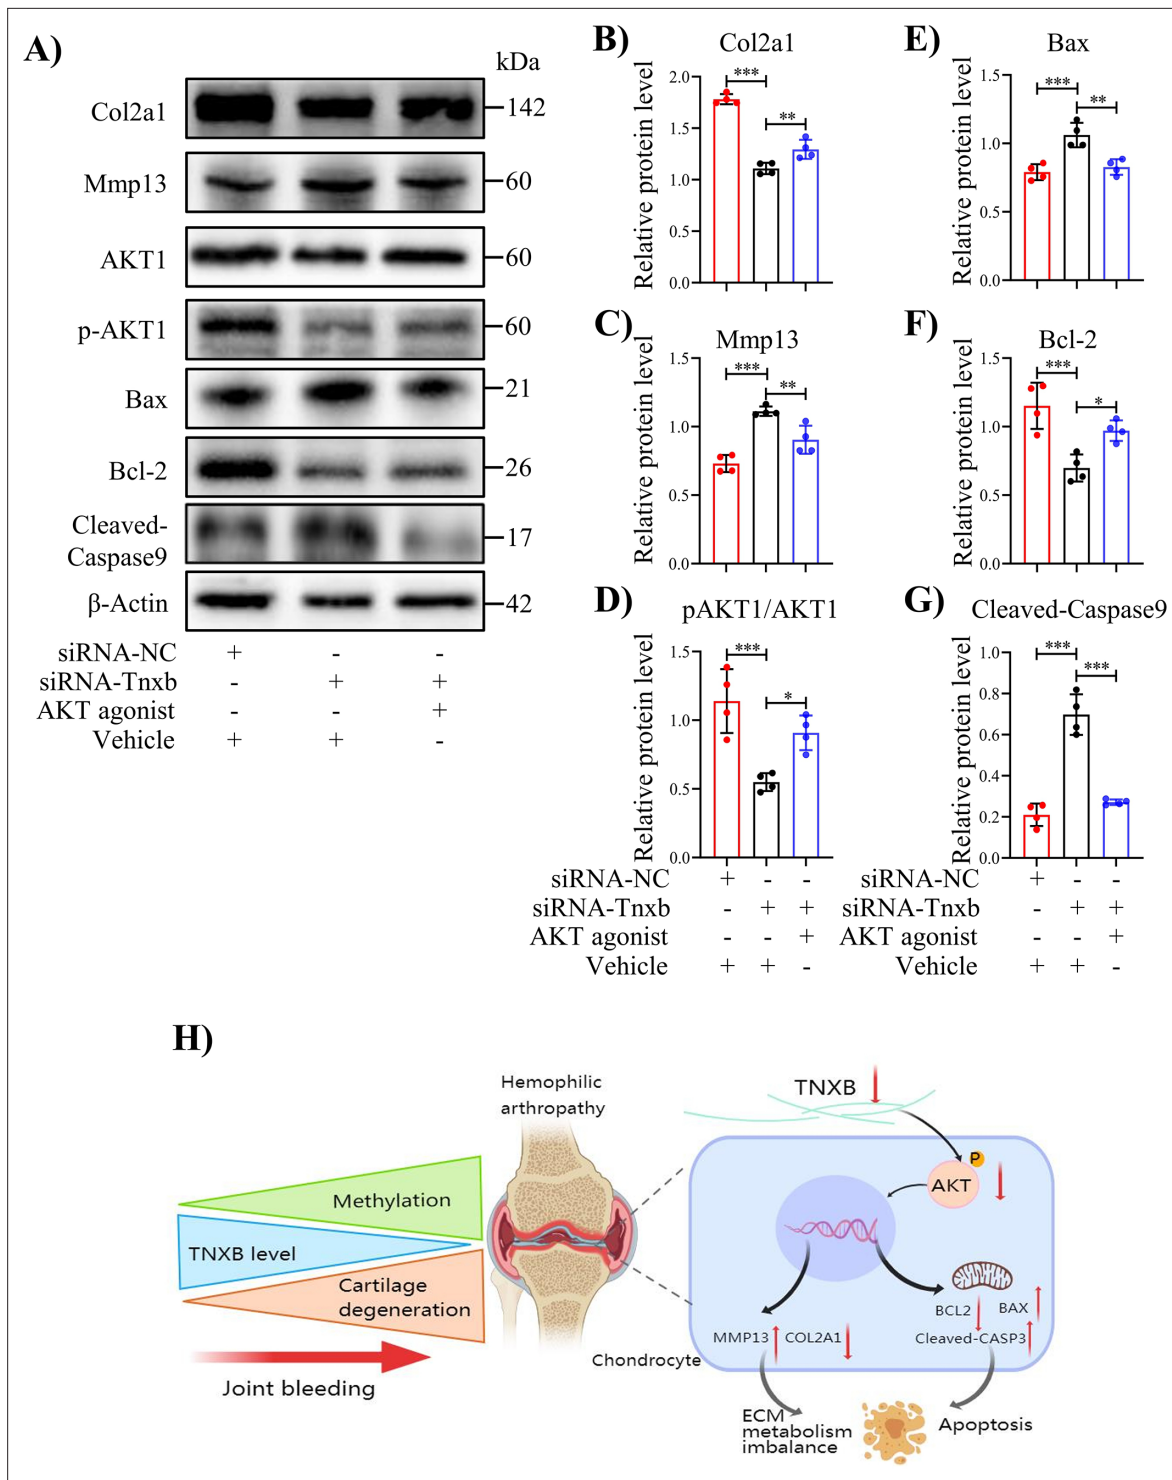 A)
kDa
Col2a1
142
Mmp13
60
AKT1
60
p-AKT1
60
Bax
21
Bcl-2
26
Cleaved-
Caspase9
17
β-Actin
42
siRNA-NC + - -
siRNA-Tnxb - + +
AKT agonist - - +
Vehicle + + -
B)
Col2a1
Relative protein level
2.0
1.5
1.0
0.5
0.0
***
**
C)
Mmp13
Relative protein level
1.5
1.0
0.5
0.0
***
**
D)
pAKT1/AKT1
Relative protein level
1.5
1.0
0.5
0.0
***
*
siRNA-NC + - -
siRNA-Tnxb - + +
AKT agonist - - +
Vehicle + + -
E)
Bax
Relative protein level
1.5
1.0
0.5
0.0
***
**
F)
Bcl-2
Relative protein level
1.5
1.0
0.5
0.0
***
*
G)
Cleaved-Caspase9
Relative protein level
1.0
0.8
0.6
0.4
0.2
0.0
***
***
siRNA-NC + - -
siRNA-Tnxb - + +
AKT agonist - - +
Vehicle + + -
H)
Methylation
TNXB level
Cartilage
degeneration
Joint bleeding
Hemophilic
arthropathy
Chondrocyte
TNXB
P
AKT
MMP13
COL2A1
BCL2
BAX
Cleaved-CASP3
ECM
metabolism
imbalance
Apoptosis